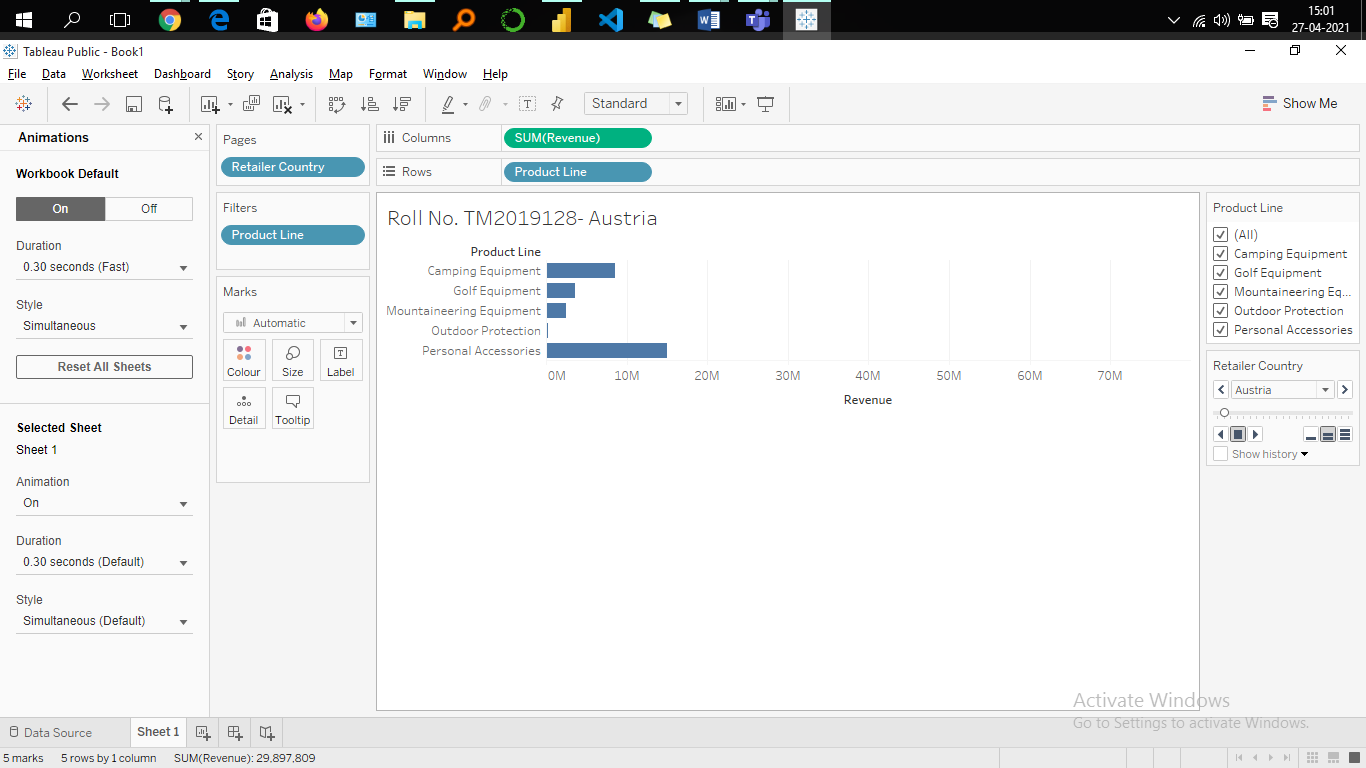 15:01
27-04-2021
Tableau Public - Book1
File Data Worksheet Dashboard Story Analysis Map Format Window Help
Standard
Show Me
Animations
Workbook Default
On Off
Duration
0.30 seconds (Fast)
Style
Simultaneous
Reset All Sheets
Selected Sheet
Sheet 1
Animation
On
Duration
0.30 seconds (Default)
Style
Simultaneous (Default)
Pages
Retailer Country
Filters
Product Line
Marks
Automatic
Colour Size Label
Detail Tooltip
Columns SUM(Revenue)
Rows Product Line
Roll No. TM2019128- Austria
Product Line
Camping Equipment
Golf Equipment
Mountaineering Equipment
Outdoor Protection
Personal Accessories
0M 10M 20M 30M 40M 50M 60M 70M
Revenue
Product Line
(All)
Camping Equipment
Golf Equipment
Mountaineering Eq...
Outdoor Protection
Personal Accessories
Retailer Country
Austria
Show history
Activate Windows
Go to Settings to activate Windows.
Data Source Sheet 1
5 marks 5 rows by 1 column SUM(Revenue): 29,897,809